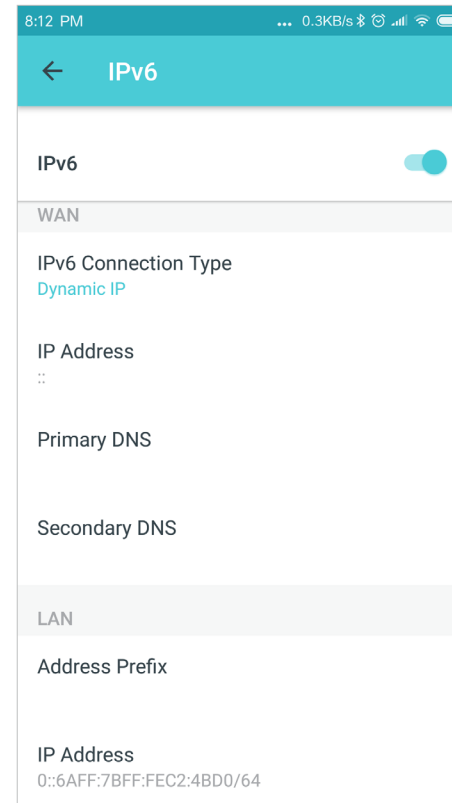 8:12 PM ... 0.3KB/s
IPv6
IPv6
WAN
IPv6 Connection Type
Dynamic IP
IP Address
::
Primary DNS
Secondary DNS
LAN
Address Prefix
IP Address
0::6AFF:7BFF:FEC2:4BD0/64